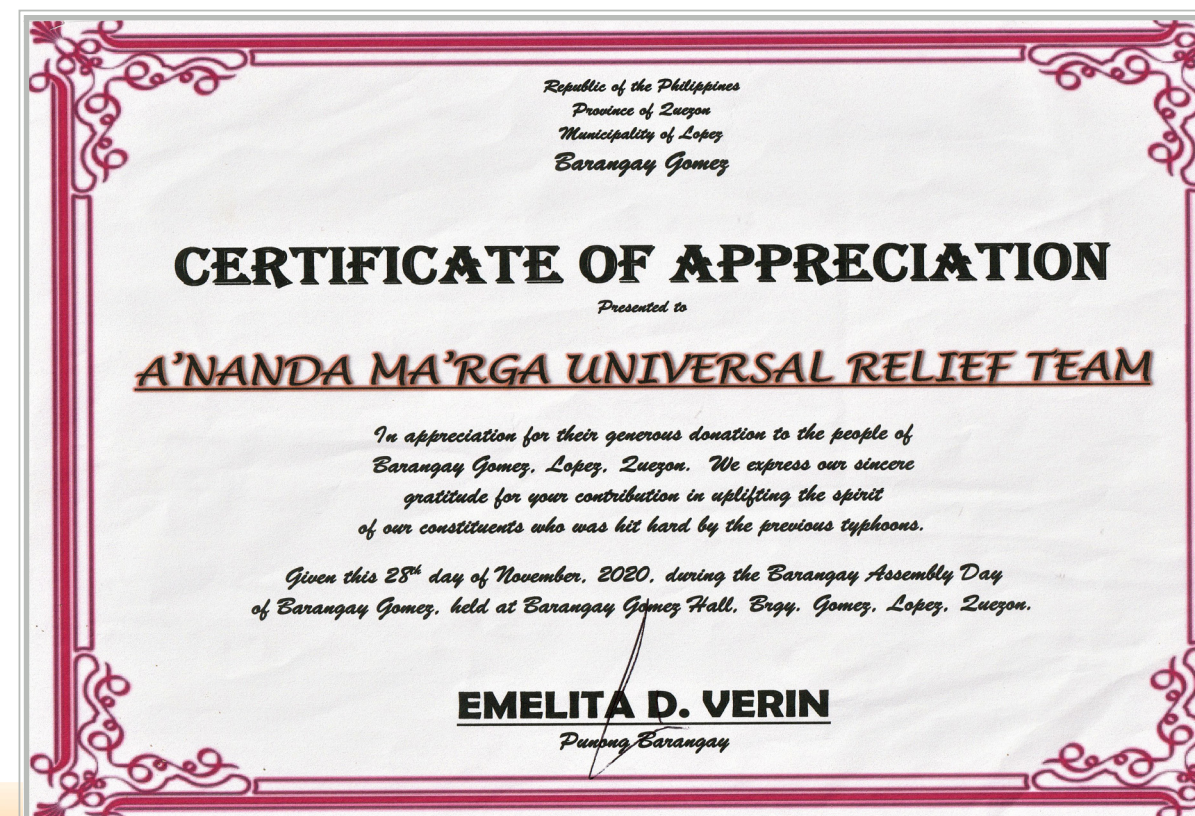 Republic of the Philippines
Province of Quezon
Municipality of Lopez
Barangay Gomez
CERTIFICATE OF APPRECIATION
Presented to
A'NANDA MA'RGA UNIVERSAL RELIEF TEAM
In appreciation for their generous donation to the people of
Barangay Gomez, Lopez, Quezon. We express our sincere
gratitude for your contribution in uplifting the spirit
of our constituents who was hit hard by the previous typhoons.
Given this 28th day of November, 2020, during the Barangay Assembly Day
of Barangay Gomez, held at Barangay Gomez Hall, Brgy. Gomez, Lopez, Quezon.
EMELITA D. VERIN
Punong Barangay